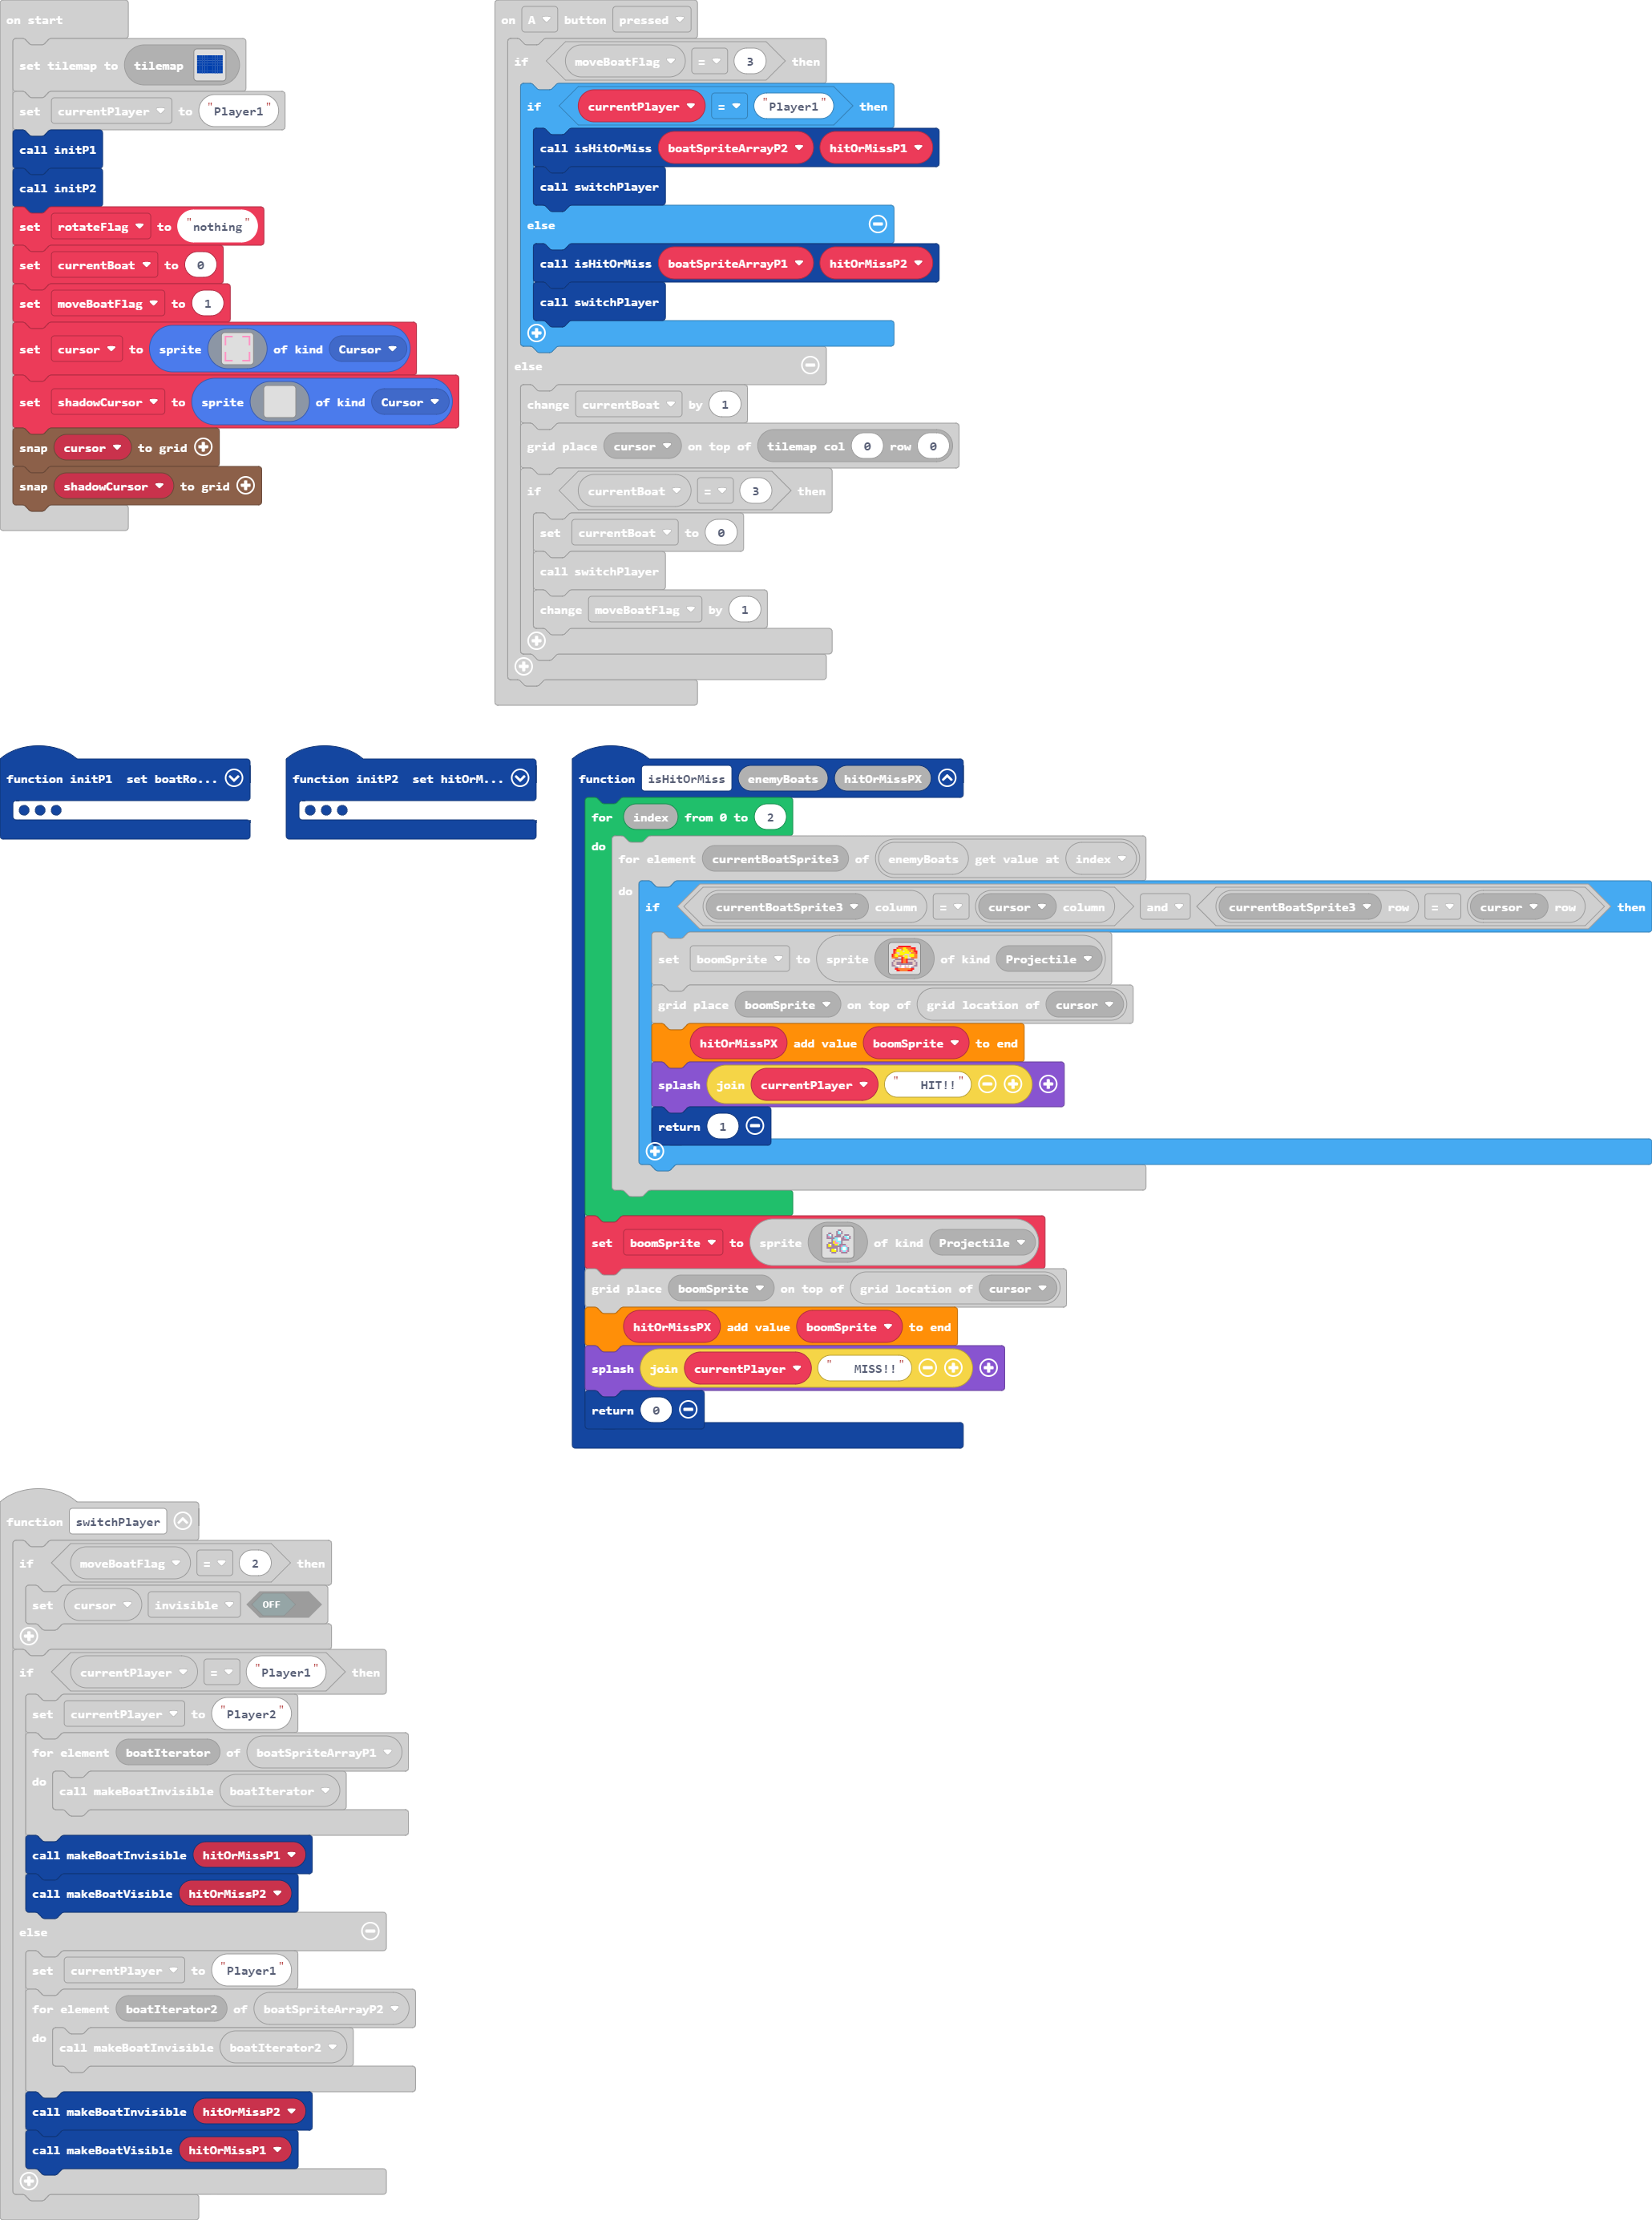 on start
set tilemap to tilemap
set currentPlayer to "Player1"
call initP1
call initP2
set rotateFlag to "nothing"
set currentBoat to 0
set moveBoatFlag to 1
set cursor to sprite of kind Cursor
set shadowCursor to sprite of kind Cursor
snap cursor to grid
snap shadowCursor to grid
on A button pressed
if moveBoatFlag = 3 then
if currentPlayer = "Player1" then
call isHitOrMiss boatSpriteArrayP2 hitOrMissP1
call switchPlayer
else
call isHitOrMiss boatSpriteArrayP1 hitOrMissP2
call switchPlayer
else
change currentBoat by 1
grid place cursor on top of tilemap col 0 row 0
if currentBoat = 3 then
set currentBoat to 0
call switchPlayer
change moveBoatFlag by 1
function initP1 set boatRo...
function initP2 set hitOrM...
function isHitOrMiss enemyBoats hitOrMissPX
for index from 0 to 2
do
for element currentBoatSprite3 of enemyBoats get value at index
do
if currentBoatSprite3 column = cursor column and currentBoatSprite3 row = cursor row then
set boomSprite to sprite of kind Projectile
grid place boomSprite on top of grid location of cursor
hitOrMissPX add value boomSprite to end
splash join currentPlayer " HIT!!"
return 1
set boomSprite to sprite of kind Projectile
grid place boomSprite on top of grid location of cursor
hitOrMissPX add value boomSprite to end
splash join currentPlayer " MISS!!"
return 0
function switchPlayer
if moveBoatFlag = 2 then
set cursor invisible OFF
if currentPlayer = "Player1" then
set currentPlayer to "Player2"
for element boatIterator of boatSpriteArrayP1
do
call makeBoatInvisible boatIterator
call makeBoatInvisible hitOrMissP1
call makeBoatVisible hitOrMissP2
else
set currentPlayer to "Player1"
for element boatIterator2 of boatSpriteArrayP2
do
call makeBoatInvisible boatIterator2
call makeBoatInvisible hitOrMissP2
call makeBoatVisible hitOrMissP1